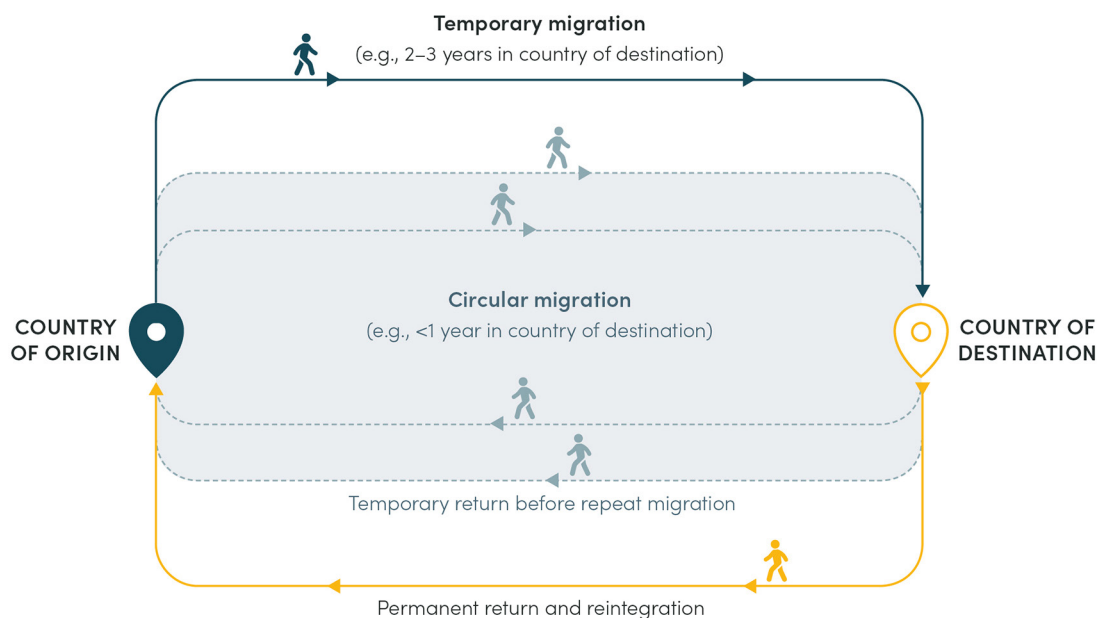 Temporary migration
(e.g., 2–3 years in country of destination)
Circular migration
(e.g., <1 year in country of destination)
COUNTRY
OF ORIGIN
COUNTRY OF
DESTINATION
Temporary return before repeat migration
Permanent return and reintegration